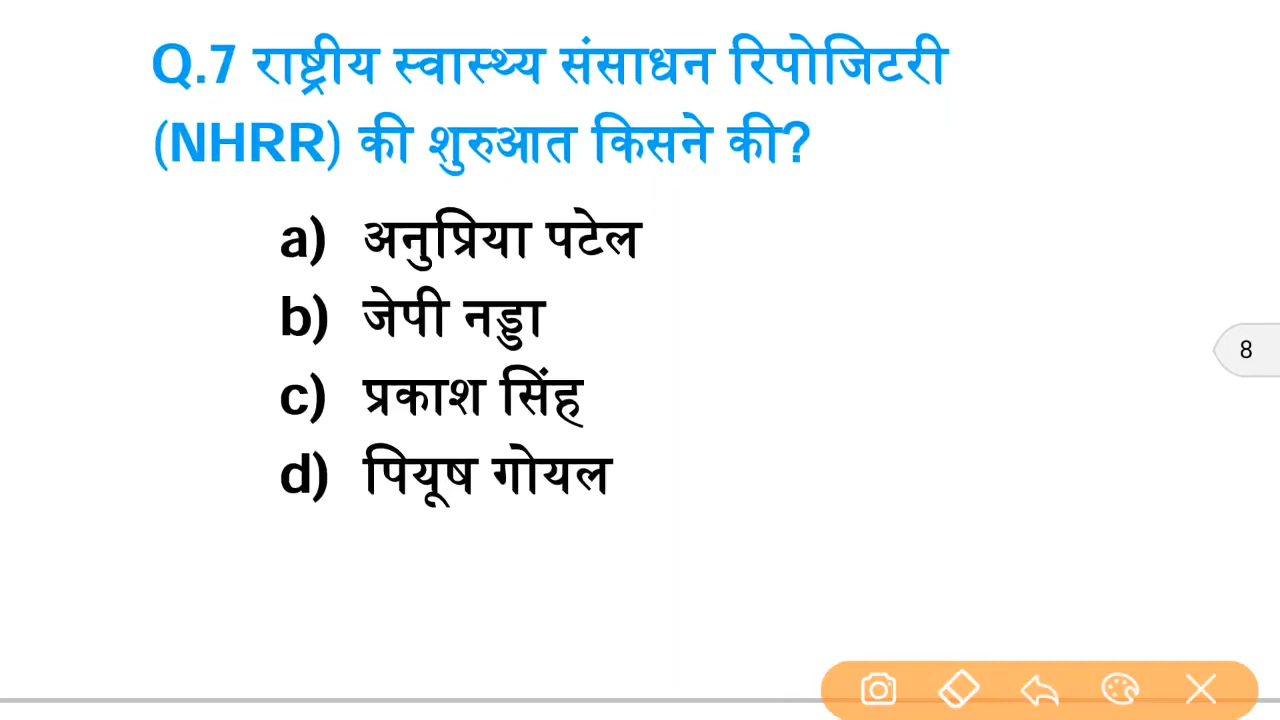 Q.7 राष्ट्रीय स्वास्थ्य संसाधन रिपोजिटरी
(NHRR) की शुरुआत किसने की?
a) अनुप्रिया पटेल
b) जेपी नड्डा
c) प्रकाश सिंह
d) पियूष गोयल
8